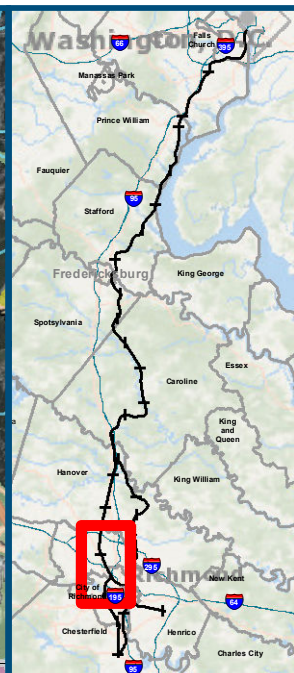 Washington, DC
Falls
Church
395
66
Manassas Park
Prince William
Fauquier
95
Stafford
Fredericksburg
King George
Spotsylvania
Essex
Caroline
King
and
Queen
Hanover
King William
295
New Kent
City of
Richmond
Richmond
195
64
Chesterfield
Henrico
Charles City
95